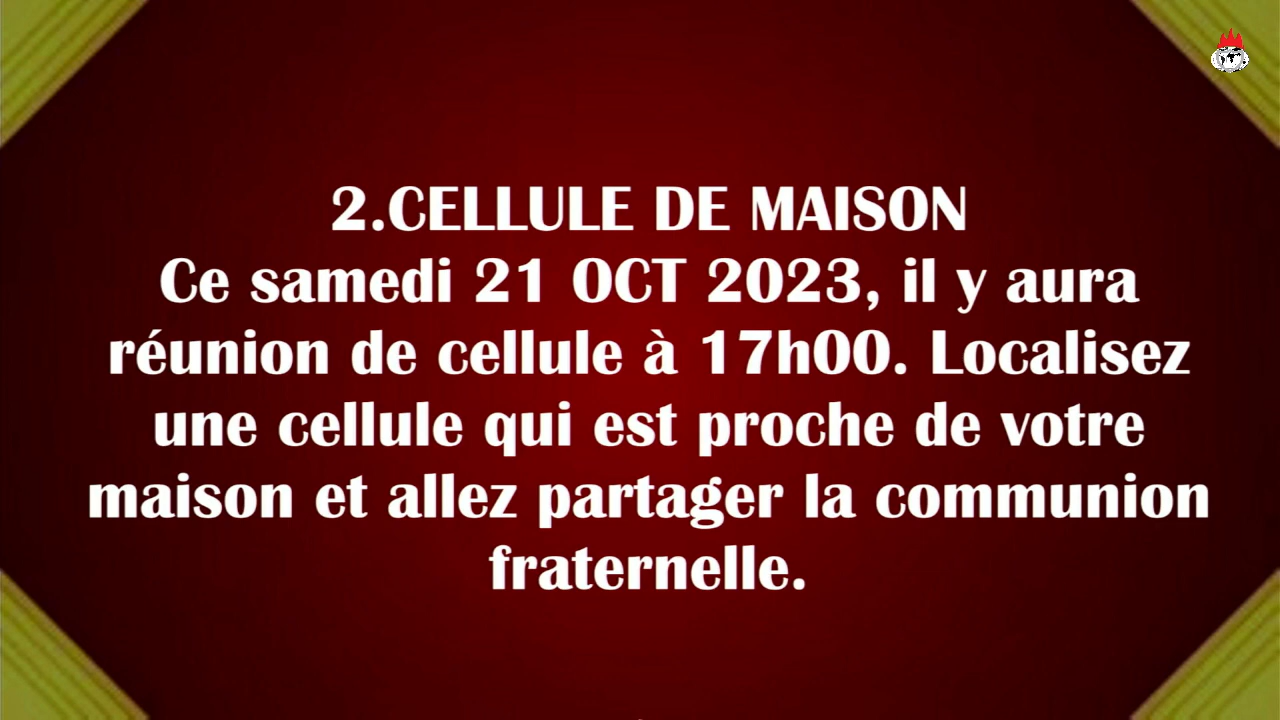 2.CELLULE DE MAISON
Ce samedi 21 OCT 2023, il y aura
réunion de cellule à 17h00. Localisez
une cellule qui est proche de votre
maison et allez partager la communion
fraternelle.